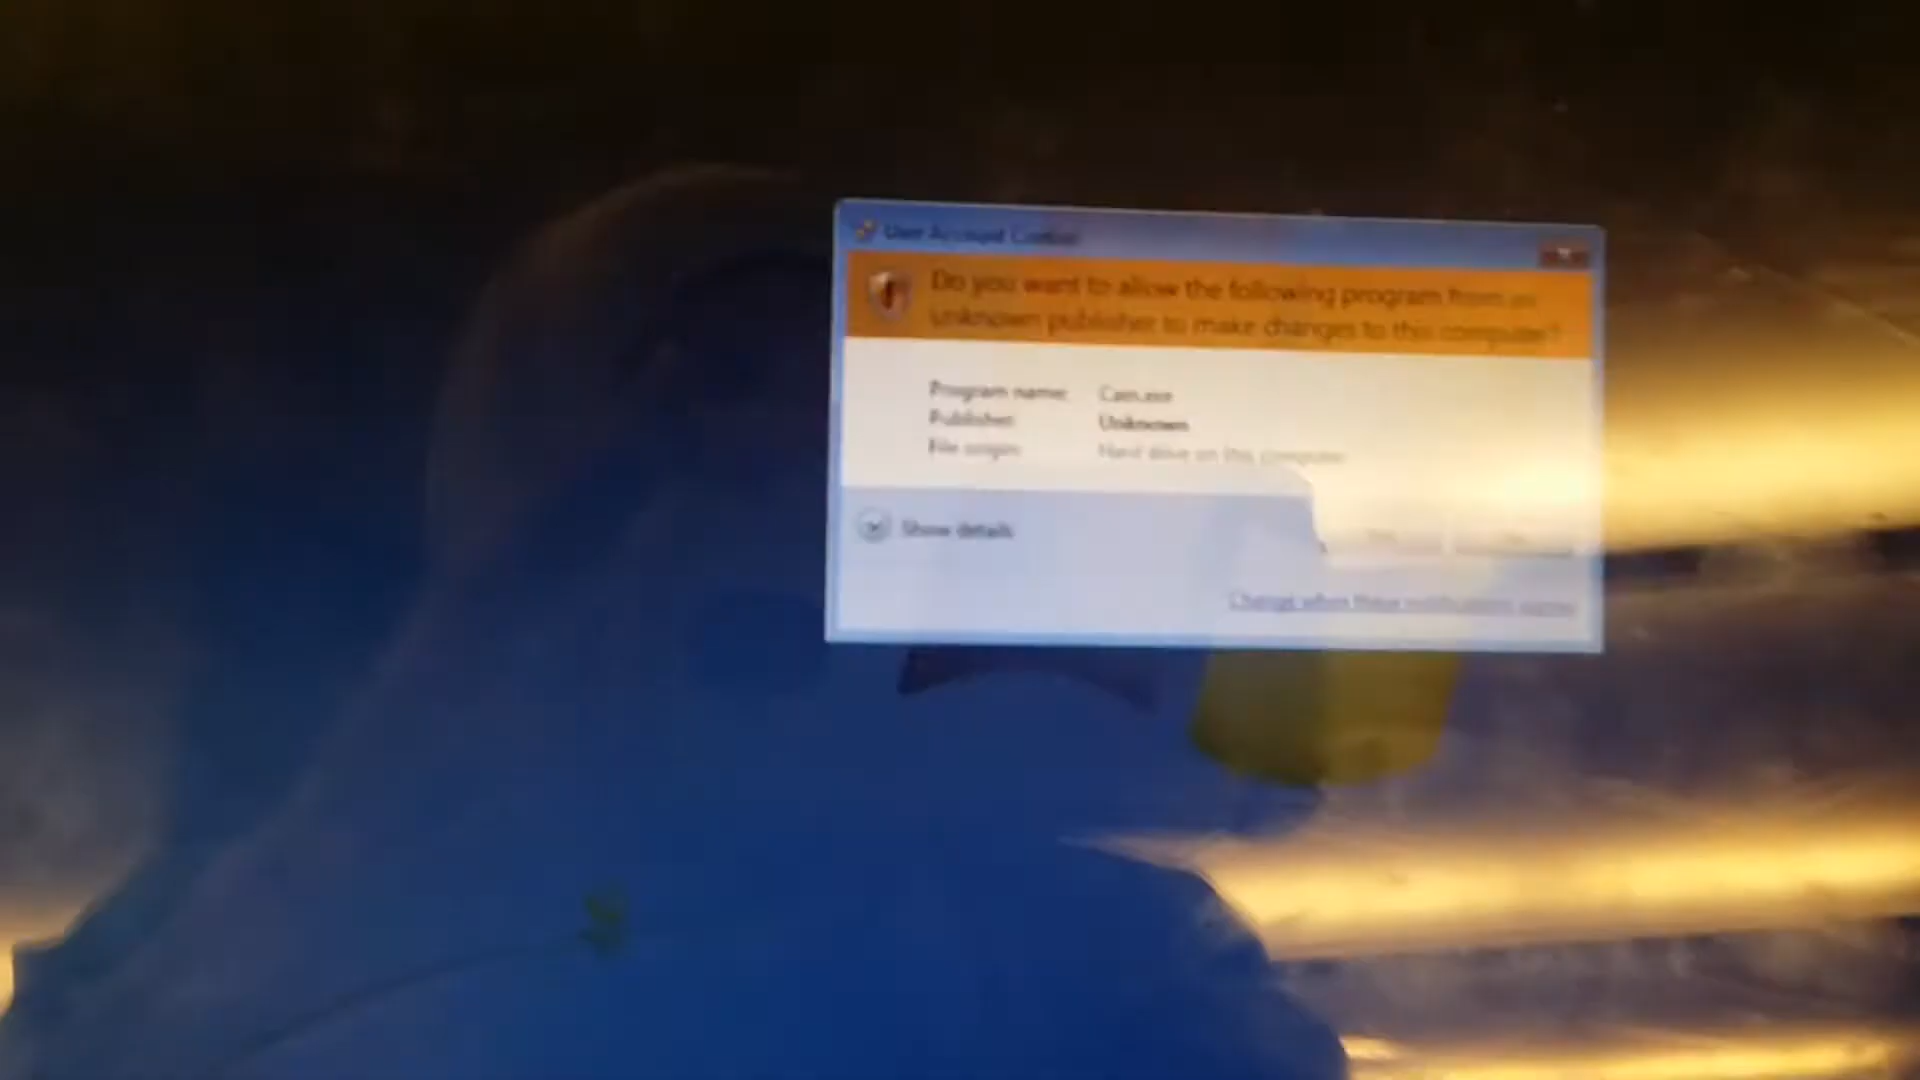 User Account Control
Do you want to allow the following program from an
unknown publisher to make changes to this computer?
Program name: Cain.exe
Publisher: Unknown
File origin: Hard drive on this computer
Show details
Change when these notifications appear